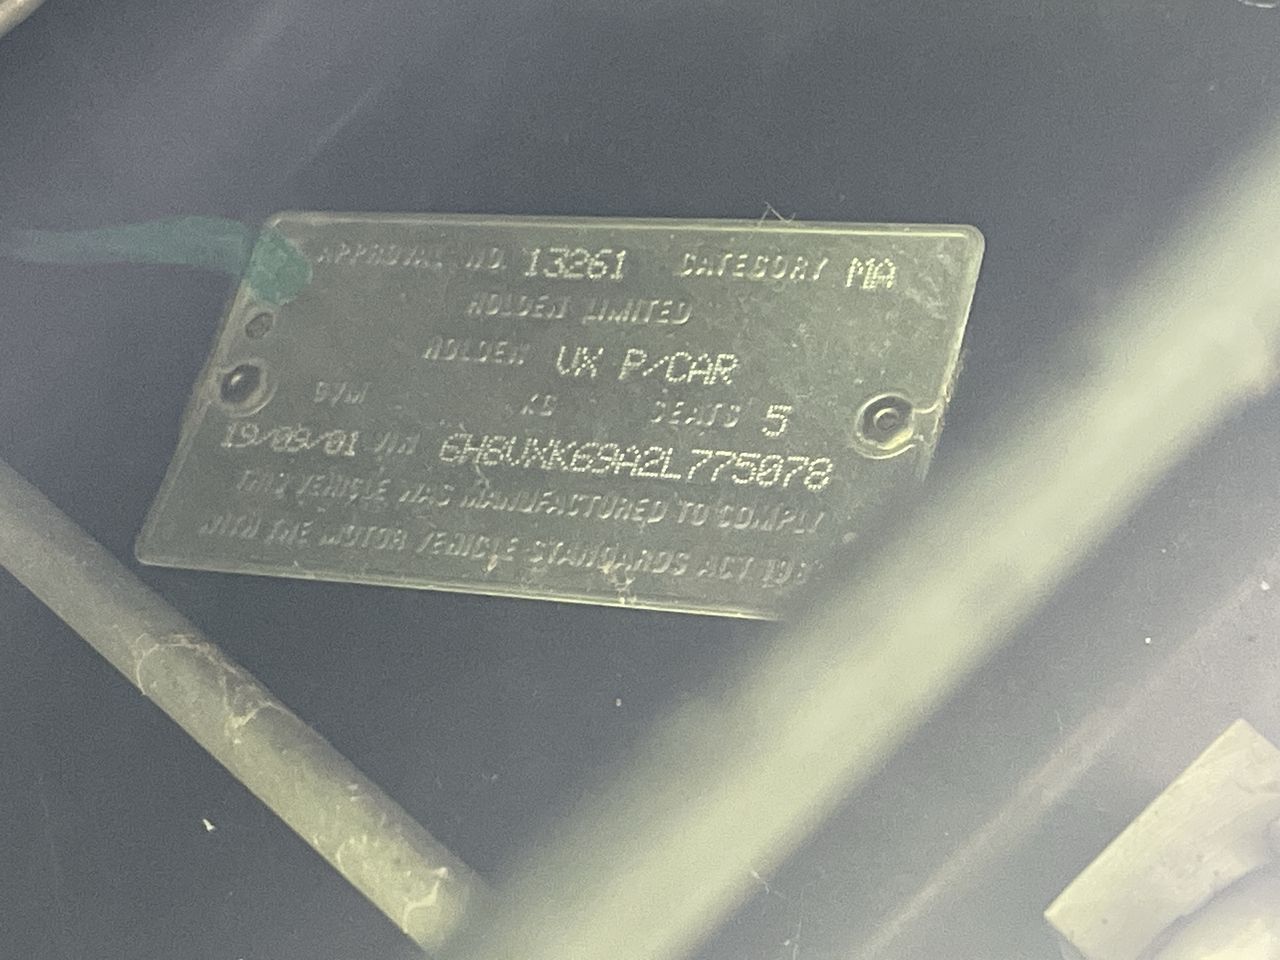 APPROVAL NO. 13261 CATEGORY MA
HOLDEN LIMITED
HOLDEN VX P/CAR
D/M KG SEATS 5
19/09/01 VIN 6H8VXK69A2L775078
THIS VEHICLE WAS MANUFACTURED TO COMPLY
WITH THE MOTOR VEHICLE STANDARDS ACT